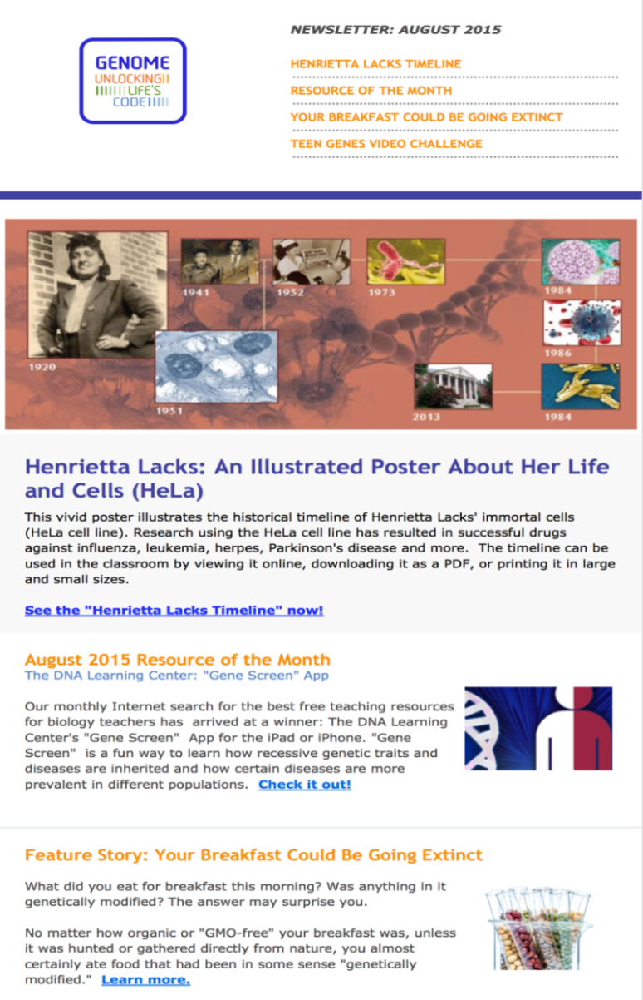 NEWSLETTER: AUGUST 2015
GENOME
UNLOCKING
LIFE'S
CODE
HENRIETTA LACKS TIMELINE
RESOURCE OF THE MONTH
YOUR BREAKFAST COULD BE GOING EXTINCT
TEEN GENES VIDEO CHALLENGE
1920
1941
1952
1973
1984
1986
1951
2013
1984
Henrietta Lacks: An Illustrated Poster About Her Life
and Cells (HeLa)
This vivid poster illustrates the historical timeline of Henrietta Lacks' immortal cells
(HeLa cell line). Research using the HeLa cell line has resulted in successful drugs
against influenza, leukemia, herpes, Parkinson's disease and more.  The timeline can be
used in the classroom by viewing it online, downloading it as a PDF, or printing it in large
and small sizes.
See the "Henrietta Lacks Timeline" now!
August 2015 Resource of the Month
The DNA Learning Center: "Gene Screen" App
Our monthly Internet search for the best free teaching resources
for biology teachers has  arrived at a winner: The DNA Learning
Center's "Gene Screen"  App for the iPad or iPhone. "Gene
Screen"  is a fun way to learn how recessive genetic traits and
diseases are inherited and how certain diseases are more
prevalent in different populations.  Check it out!
Feature Story: Your Breakfast Could Be Going Extinct
What did you eat for breakfast this morning? Was anything in it
genetically modified? The answer may surprise you.
No matter how organic or "GMO-free" your breakfast was, unless
it was hunted or gathered directly from nature, you almost
certainly ate food that had been in some sense "genetically
modified."  Learn more.